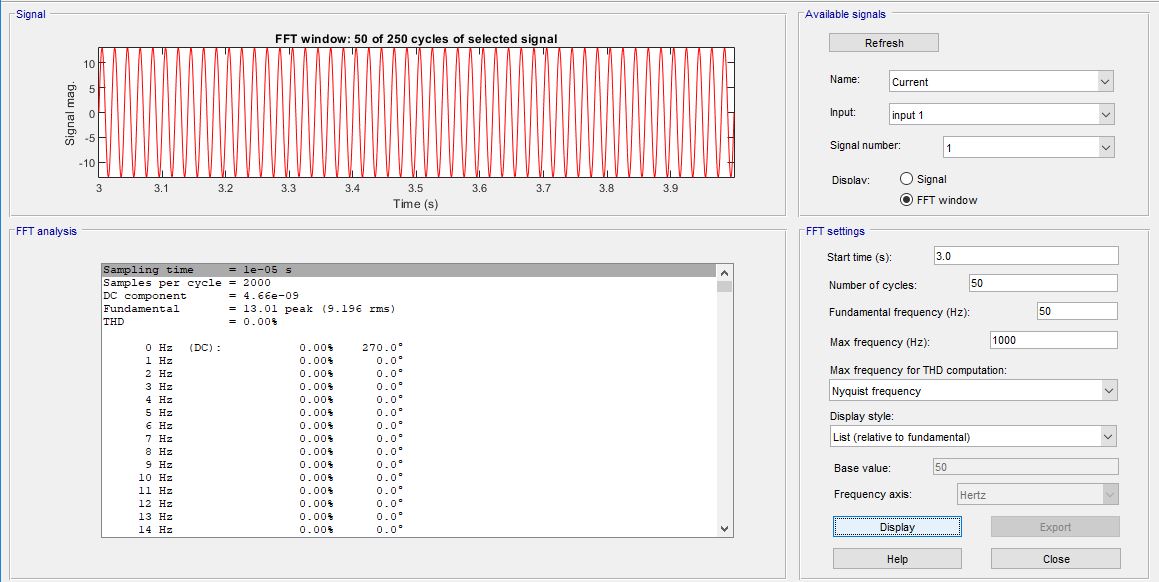 Signal
FFT window: 50 of 250 cycles of selected signal
Signal mag.
10
5
0
-5
-10
3
3.1
3.2
3.3
3.4
3.5
3.6
3.7
3.8
3.9
Time (s)
Available signals
Refresh
Name:
Current
Input:
input 1
Signal number:
1
Display:
Signal
FFT window
FFT analysis
Sampling time = 1e-05 s
Samples per cycle = 2000
DC component = 4.66e-09
Fundamental = 13.01 peak (9.196 rms)
THD = 0.00%
0 Hz (DC): 0.00% 270.0°
1 Hz 0.00% 0.0°
2 Hz 0.00% 0.0°
3 Hz 0.00% 0.0°
4 Hz 0.00% 0.0°
5 Hz 0.00% 0.0°
6 Hz 0.00% 0.0°
7 Hz 0.00% 0.0°
8 Hz 0.00% 0.0°
9 Hz 0.00% 0.0°
10 Hz 0.00% 0.0°
11 Hz 0.00% 0.0°
12 Hz 0.00% 0.0°
13 Hz 0.00% 0.0°
14 Hz 0.00% 0.0°
FFT settings
Start time (s):
3.0
Number of cycles:
50
Fundamental frequency (Hz):
50
Max frequency (Hz):
1000
Max frequency for THD computation:
Nyquist frequency
Display style:
List (relative to fundamental)
Base value:
50
Frequency axis:
Hertz
Display
Export
Help
Close